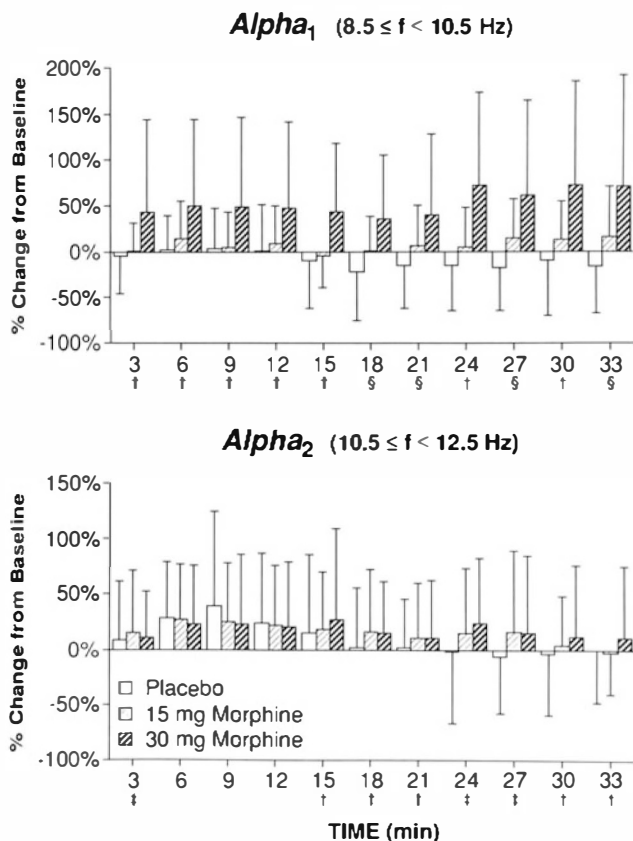 Alpha₁ (8.5 ≤ f < 10.5 Hz)
% Change from Baseline
200%
150%
100%
50%
0%
-50%
-100%
3 6 9 12 15 18 21 24 27 30 33
† † † † † § § † § † §
Alpha₂ (10.5 ≤ f < 12.5 Hz)
% Change from Baseline
150%
100%
50%
0%
-50%
-100%
Placebo
15 mg Morphine
30 mg Morphine
3 6 9 12 15 18 21 24 27 30 33
‡ † † † ‡ ‡ † †
TIME (min)